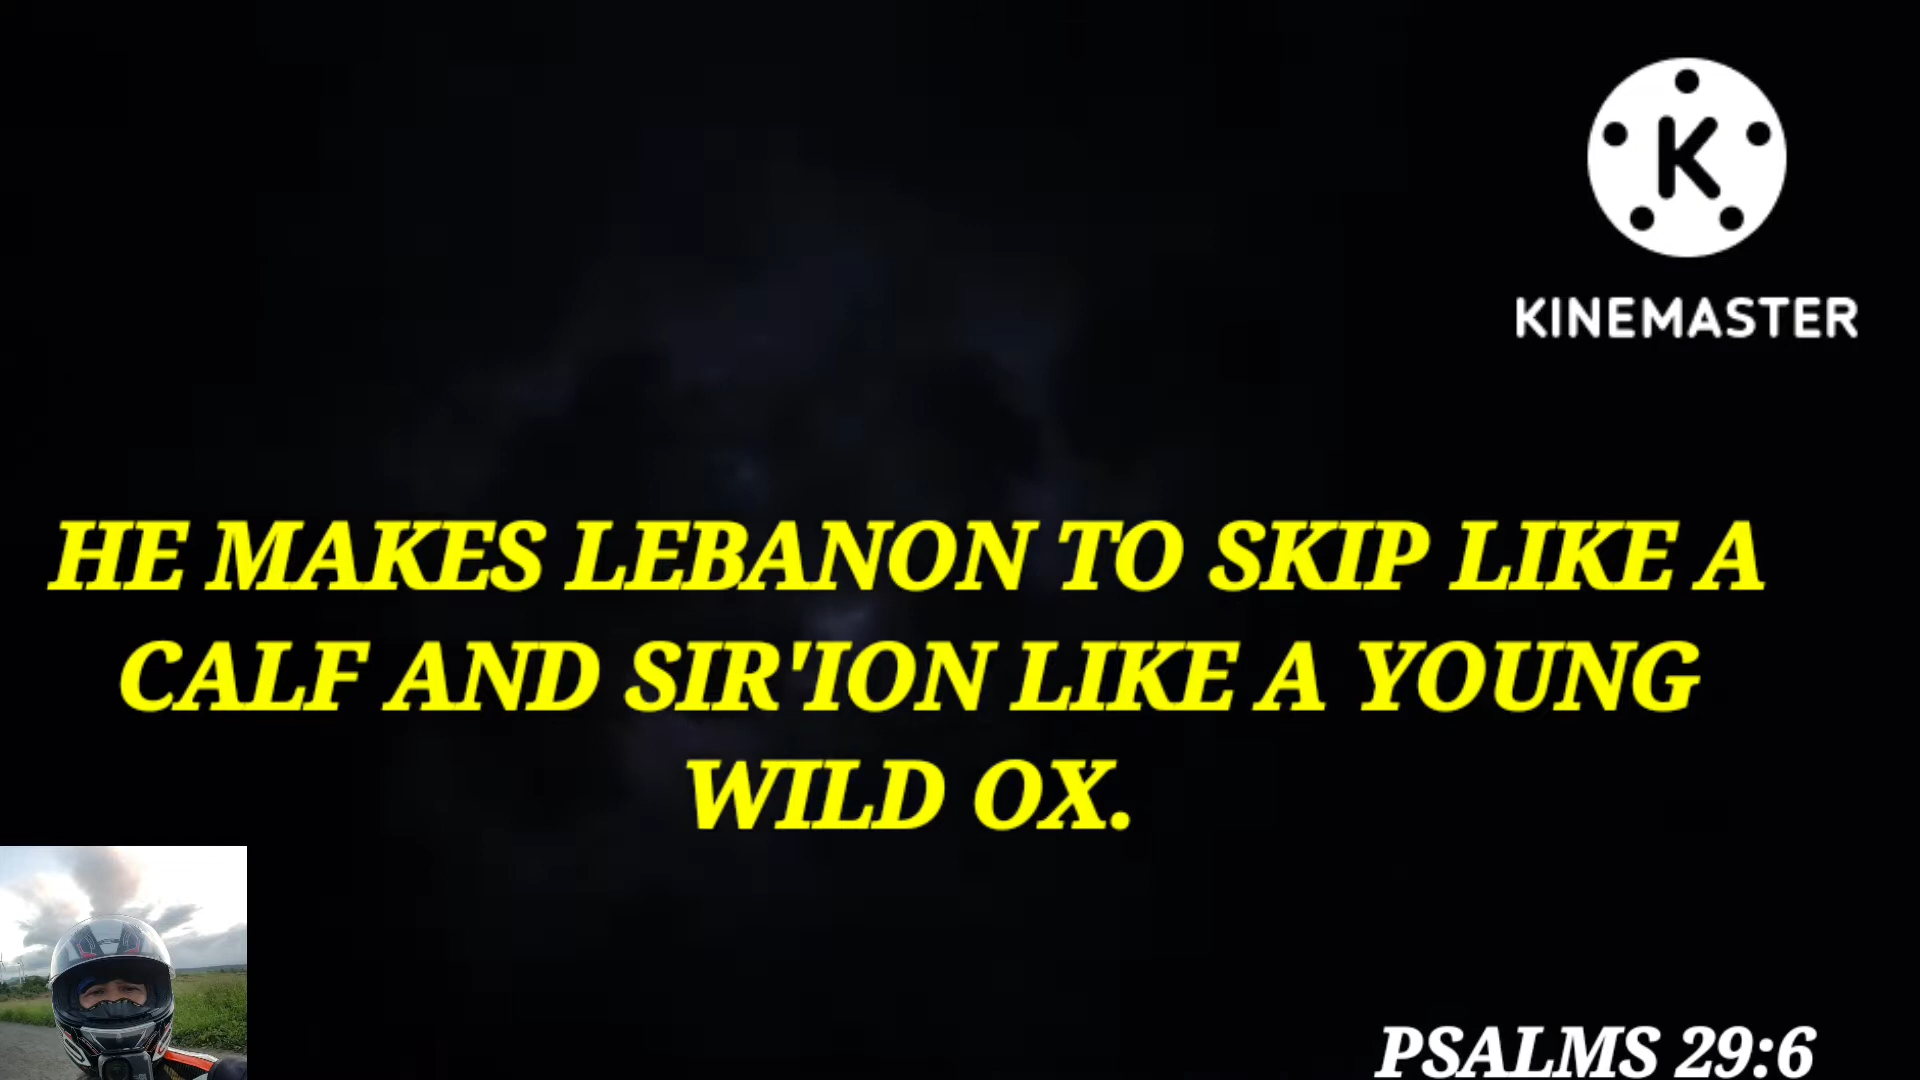 K
KINEMASTER
HE MAKES LEBANON TO SKIP LIKE A
CALF AND SIR'ION LIKE A YOUNG
WILD OX.
PSALMS 29:6